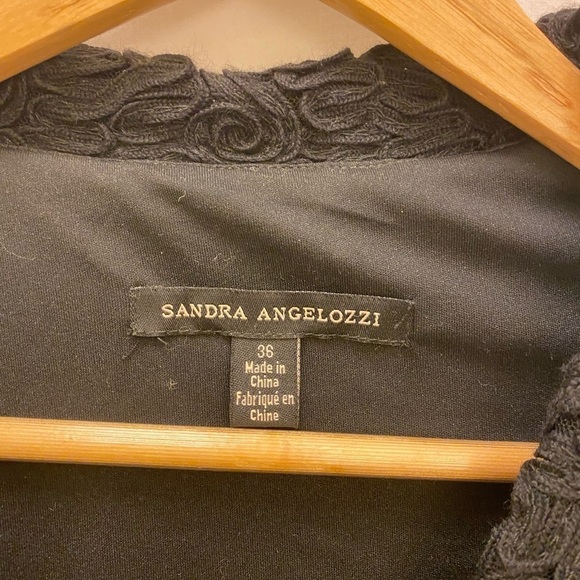 SANDRA ANGELOZZI
36
Made in
China
Fabriqué en
Chine